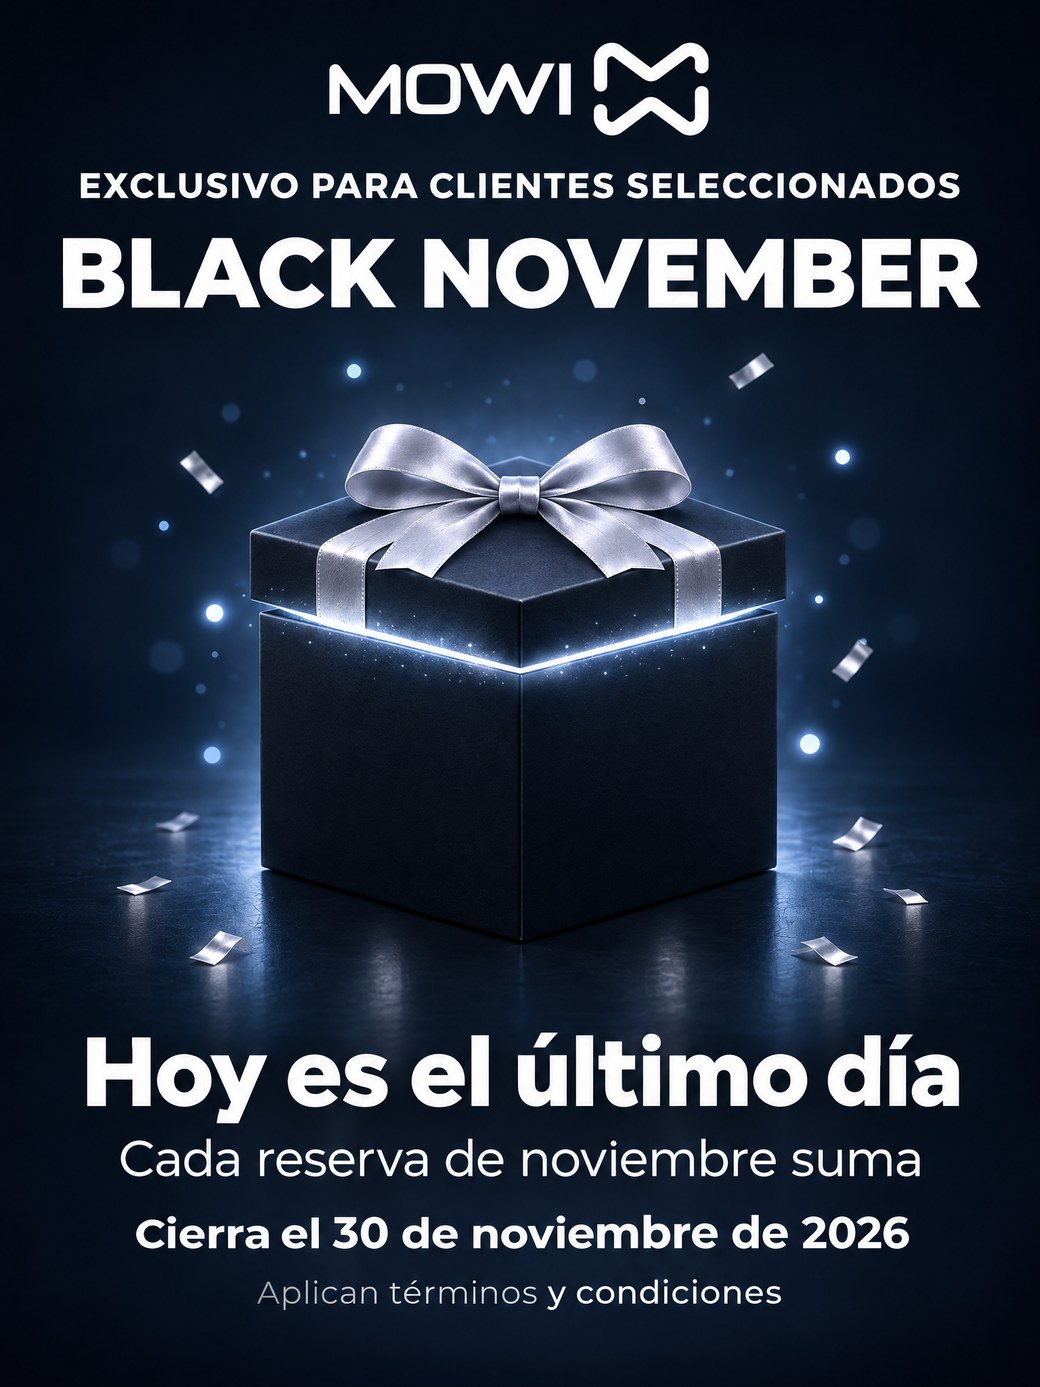 MOWI
EXCLUSIVO PARA CLIENTES SELECCIONADOS
BLACK NOVEMBER
Hoy es el último día
Cada reserva de noviembre suma
Cierra el 30 de noviembre de 2026
Aplican términos y condiciones